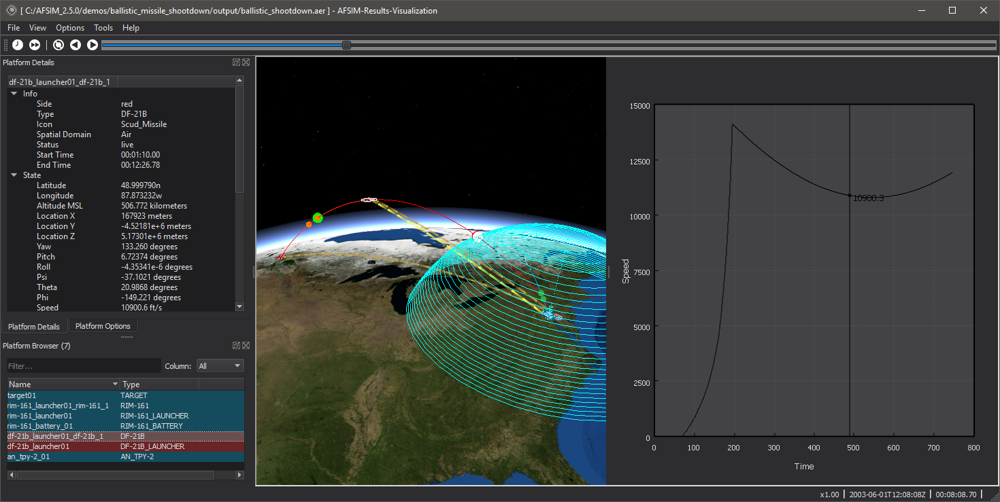 [ C:/AFSIM_2.5.0/demos/ballistic_missile_shootdown/output/ballistic_shootdown.aer ] - AFSIM-Results-Visualization
File View Options Tools Help
Platform Details
df-21b_launcher01_df-21b_1
Info
Side red
Type DF-21B
Icon Scud_Missile
Spatial Domain Air
Status live
Start Time 00:01:10.00
End Time 00:12:26.78
State
Latitude 48.999790n
Longitude 87.873232w
Altitude MSL 506.772 kilometers
Location X 167923 meters
Location Y -4.52181e+6 meters
Location Z 5.17301e+6 meters
Yaw 133.260 degrees
Pitch 6.72374 degrees
Roll -4.35341e-6 degrees
Psi -37.1021 degrees
Theta 20.9868 degrees
Phi -149.221 degrees
Speed 10900.6 ft/s
Platform Details Platform Options
Platform Browser (7)
Filter... Column: All
Name Type
target01 TARGET
rim-161_launcher01_rim-161_1 RIM-161
rim-161_launcher01 RIM-161_LAUNCHER
rim-161_battery_01 RIM-161_BATTERY
df-21b_launcher01_df-21b_1 DF-21B
df-21b_launcher01 DF-21B_LAUNCHER
an_tpy-2_01 AN_TPY-2
15000
12500
10000
7500
5000
2500
0
Speed
10900.3
0 100 200 300 400 500 600 700 800
Time
x1.00 2003-06-01T12:08:08Z 00:08:08.70